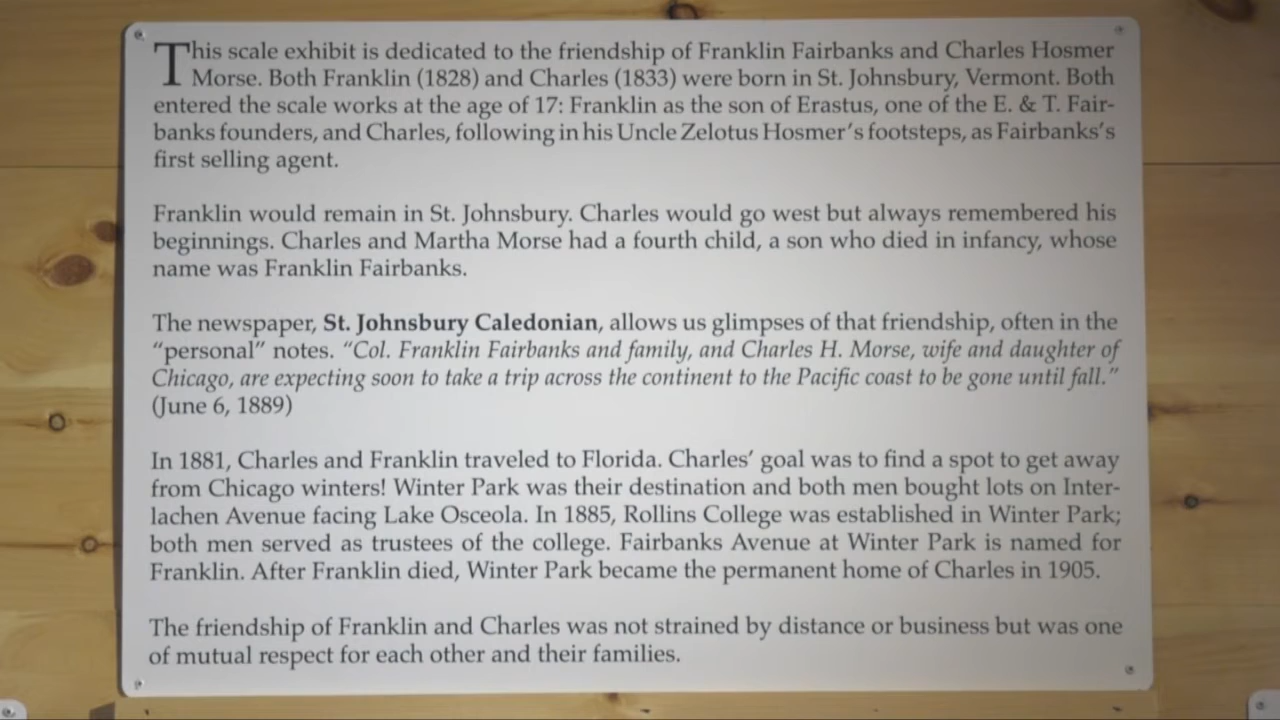 This scale exhibit is dedicated to the friendship of Franklin Fairbanks and Charles Hosmer
Morse. Both Franklin (1828) and Charles (1833) were born in St. Johnsbury, Vermont. Both
entered the scale works at the age of 17: Franklin as the son of Erastus, one of the E. & T. Fair-
banks founders, and Charles, following in his Uncle Zelotus Hosmer's footsteps, as Fairbanks's
first selling agent.
Franklin would remain in St. Johnsbury. Charles would go west but always remembered his
beginnings. Charles and Martha Morse had a fourth child, a son who died in infancy, whose
name was Franklin Fairbanks.
The newspaper, St. Johnsbury Caledonian, allows us glimpses of that friendship, often in the
"personal" notes. "Col. Franklin Fairbanks and family, and Charles H. Morse, wife and daughter of
Chicago, are expecting soon to take a trip across the continent to the Pacific coast to be gone until fall."
(June 6, 1889)
In 1881, Charles and Franklin traveled to Florida. Charles' goal was to find a spot to get away
from Chicago winters! Winter Park was their destination and both men bought lots on Inter-
lachen Avenue facing Lake Osceola. In 1885, Rollins College was established in Winter Park;
both men served as trustees of the college. Fairbanks Avenue at Winter Park is named for
Franklin. After Franklin died, Winter Park became the permanent home of Charles in 1905.
The friendship of Franklin and Charles was not strained by distance or business but was one
of mutual respect for each other and their families.